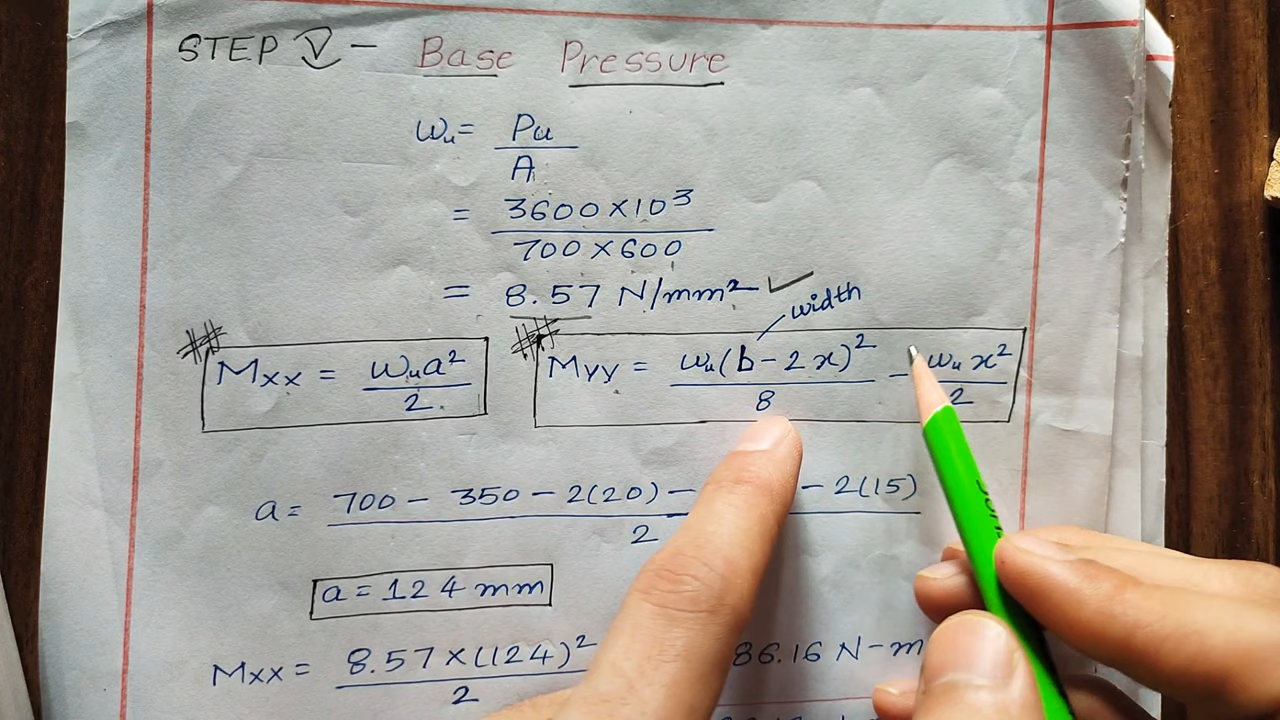 STEP V - Base Pressure
wu = Pu / A
= 3600 × 10³ / 700 × 600
= 8.57 N/mm² ✓
width
## Mxx = wu a² / 2 ## Myy = wu (b - 2x)² / 8 - wu x² / 2
a = 700 - 350 - 2(20) - - 2(15) / 2
a = 124 mm
Mxx = 8.57 × (124)² / 2 86.16 N-m